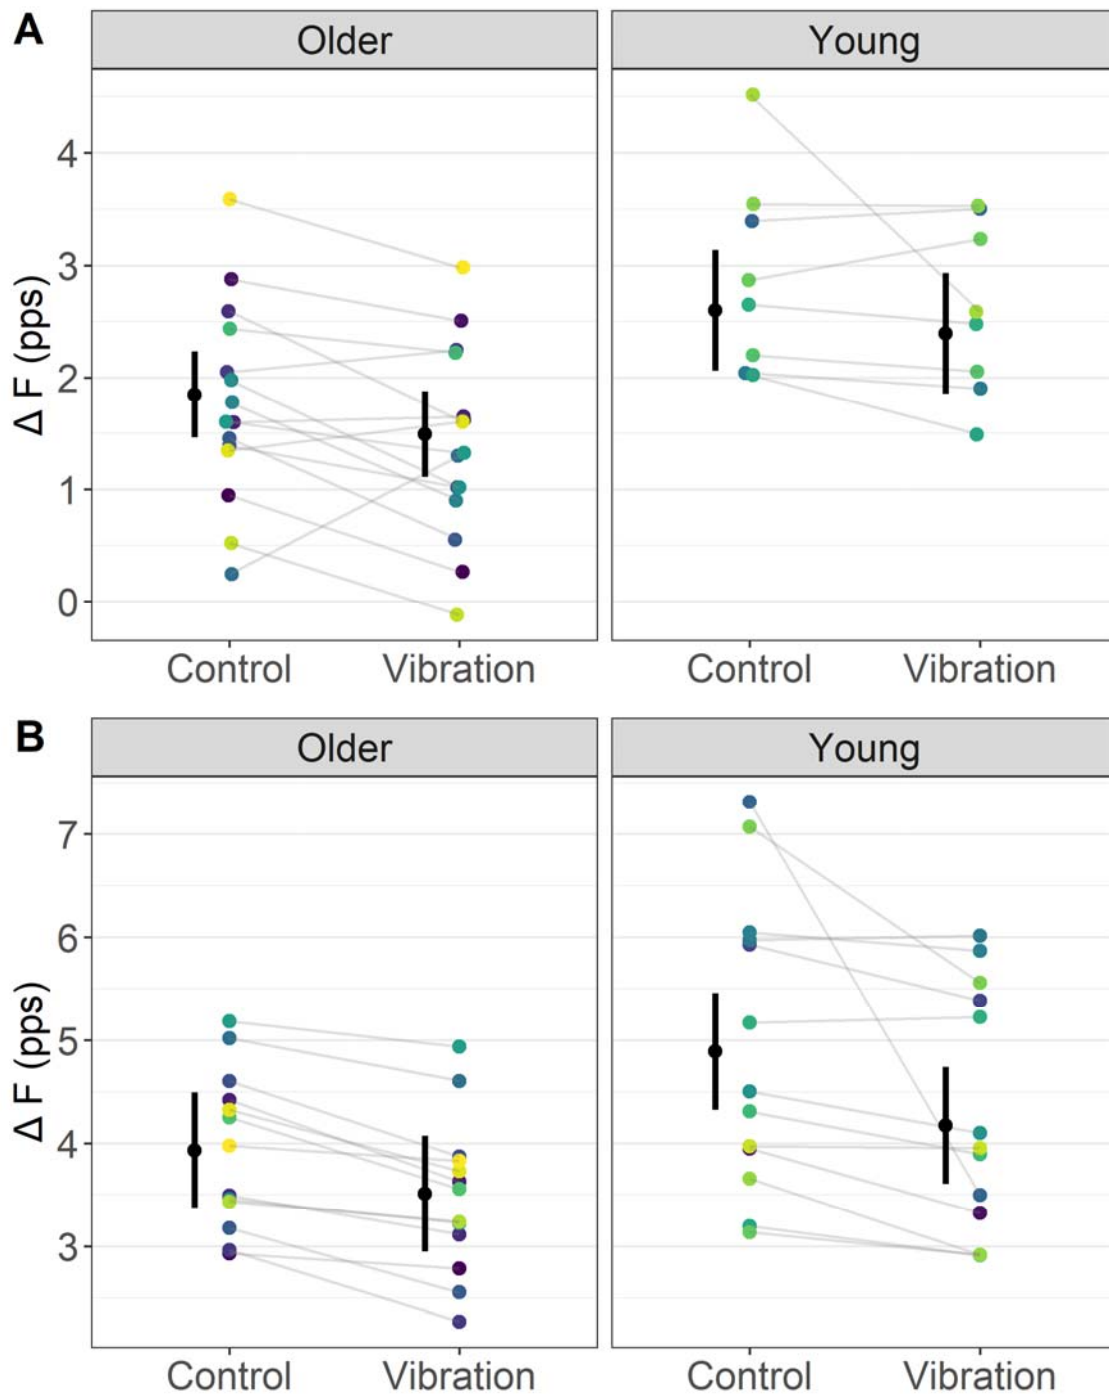 A
Older Young
Δ F (pps)
4
3
2
1
0
Control Vibration Control Vibration
B
Older Young
Δ F (pps)
7
6
5
4
3
Control Vibration Control Vibration